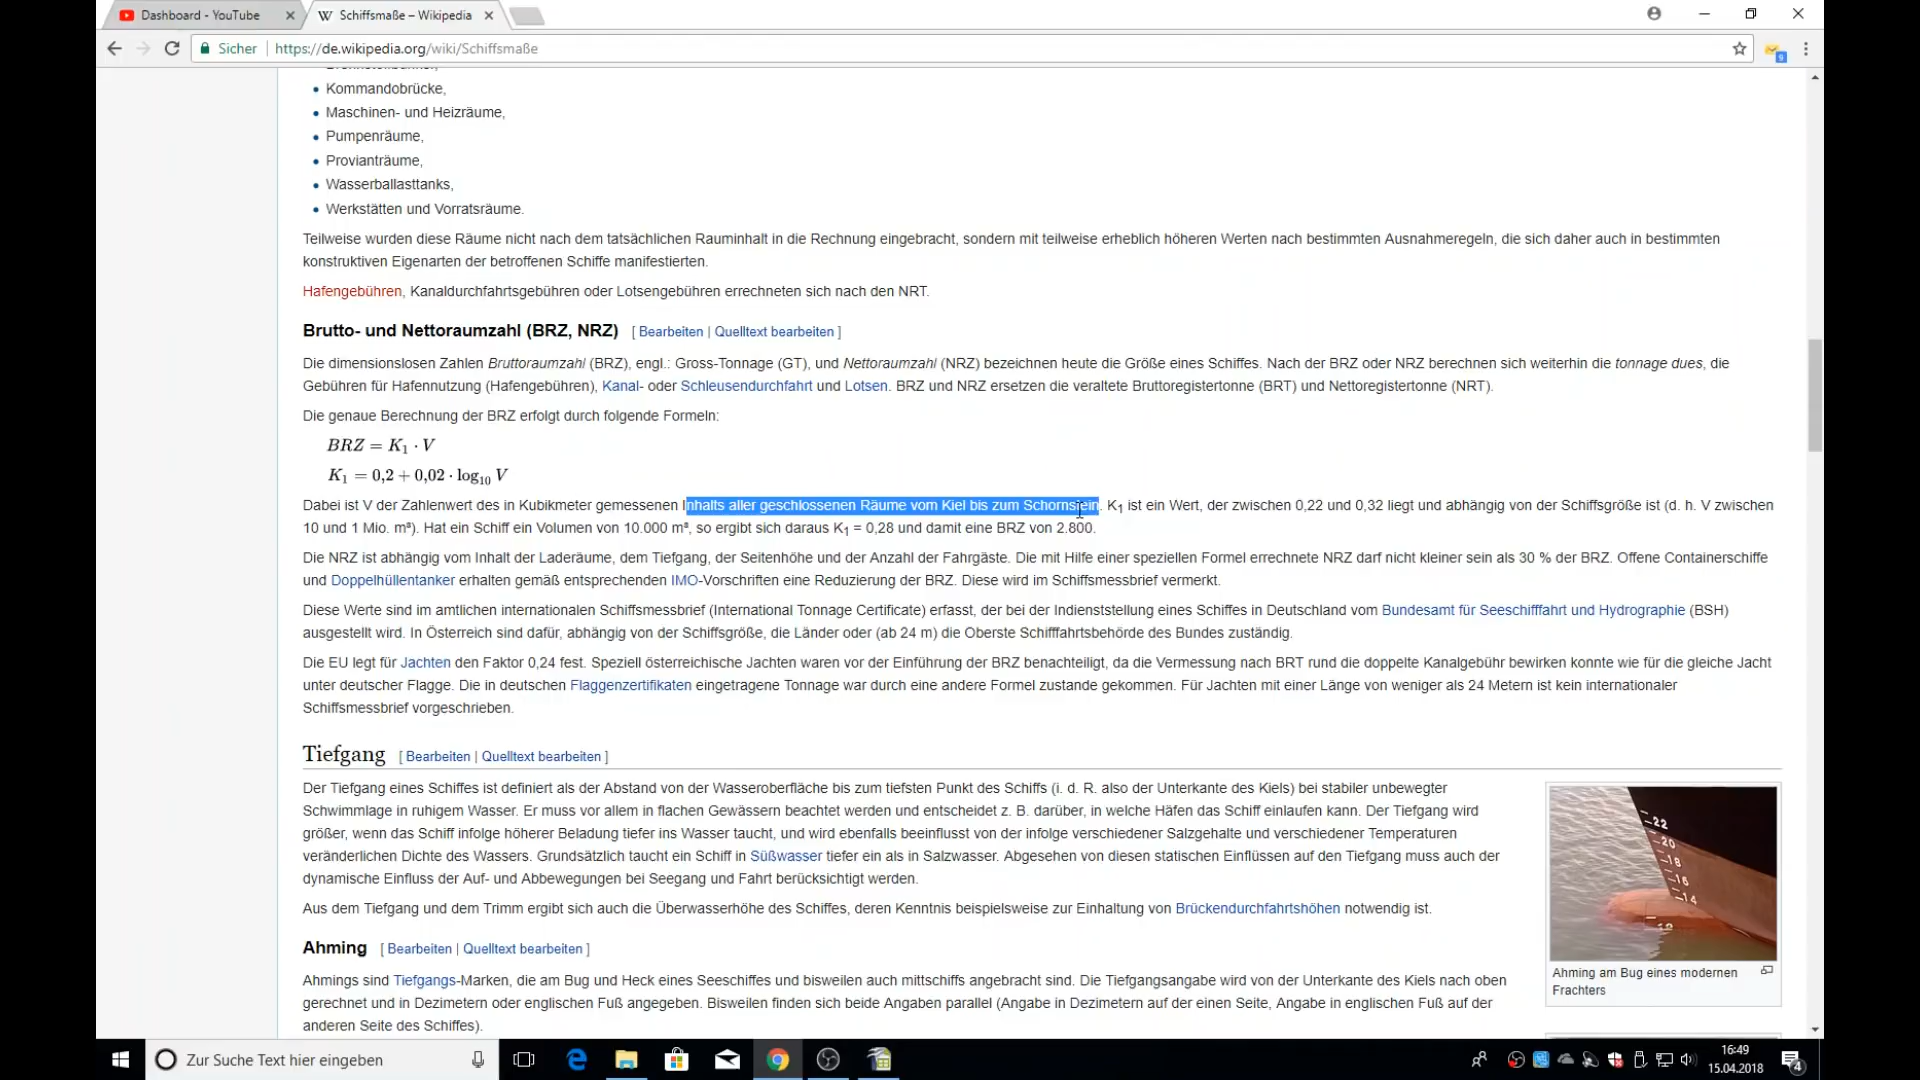 Dashboard - YouTube
Schiffsmaße – Wikipedia
Sicher
https://de.wikipedia.org/wiki/Schiffsmaße
9
Kommandobrücke,
Maschinen- und Heizräume,
Pumpenräume,
Provianträume,
Wasserballasttanks,
Werkstätten und Vorratsräume.
Teilweise wurden diese Räume nicht nach dem tatsächlichen Rauminhalt in die Rechnung eingebracht, sondern mit teilweise erheblich höheren Werten nach bestimmten Ausnahmeregeln, die sich daher auch in bestimmten
konstruktiven Eigenarten der betroffenen Schiffe manifestierten.
Hafengebühren, Kanaldurchfahrtsgebühren oder Lotsengebühren errechneten sich nach den NRT.
Brutto- und Nettoraumzahl (BRZ, NRZ) [ Bearbeiten | Quelltext bearbeiten ]
Die dimensionslosen Zahlen Bruttoraumzahl (BRZ), engl.: Gross-Tonnage (GT), und Nettoraumzahl (NRZ) bezeichnen heute die Größe eines Schiffes. Nach der BRZ oder NRZ berechnen sich weiterhin die tonnage dues, die
Gebühren für Hafennutzung (Hafengebühren), Kanal- oder Schleusendurchfahrt und Lotsen. BRZ und NRZ ersetzen die veraltete Bruttoregistertonne (BRT) und Nettoregistertonne (NRT).
Die genaue Berechnung der BRZ erfolgt durch folgende Formeln:
BRZ = K₁ · V
K₁ = 0,2 + 0,02 · log₁₀ V
Dabei ist V der Zahlenwert des in Kubikmeter gemessenen Inhalts aller geschlossenen Räume vom Kiel bis zum Schornstein. K₁ ist ein Wert, der zwischen 0,22 und 0,32 liegt und abhängig von der Schiffsgröße ist (d. h. V zwischen
10 und 1 Mio. m³). Hat ein Schiff ein Volumen von 10.000 m³, so ergibt sich daraus K₁ = 0,28 und damit eine BRZ von 2.800.
Die NRZ ist abhängig vom Inhalt der Laderäume, dem Tiefgang, der Seitenhöhe und der Anzahl der Fahrgäste. Die mit Hilfe einer speziellen Formel errechnete NRZ darf nicht kleiner sein als 30 % der BRZ. Offene Containerschiffe
und Doppelhüllentanker erhalten gemäß entsprechenden IMO-Vorschriften eine Reduzierung der BRZ. Diese wird im Schiffsmessbrief vermerkt.
Diese Werte sind im amtlichen internationalen Schiffsmessbrief (International Tonnage Certificate) erfasst, der bei der Indienststellung eines Schiffes in Deutschland vom Bundesamt für Seeschifffahrt und Hydrographie (BSH)
ausgestellt wird. In Österreich sind dafür, abhängig von der Schiffsgröße, die Länder oder (ab 24 m) die Oberste Schifffahrtsbehörde des Bundes zuständig.
Die EU legt für Jachten den Faktor 0,24 fest. Speziell österreichische Jachten waren vor der Einführung der BRZ benachteiligt, da die Vermessung nach BRT rund die doppelte Kanalgebühr bewirken konnte wie für die gleiche Jacht
unter deutscher Flagge. Die in deutschen Flaggenzertifikaten eingetragene Tonnage war durch eine andere Formel zustande gekommen. Für Jachten mit einer Länge von weniger als 24 Metern ist kein internationaler
Schiffsmessbrief vorgeschrieben.
Tiefgang [ Bearbeiten | Quelltext bearbeiten ]
Der Tiefgang eines Schiffes ist definiert als der Abstand von der Wasseroberfläche bis zum tiefsten Punkt des Schiffs (i. d. R. also der Unterkante des Kiels) bei stabiler unbewegter
Schwimmlage in ruhigem Wasser. Er muss vor allem in flachen Gewässern beachtet werden und entscheidet z. B. darüber, in welche Häfen das Schiff einlaufen kann. Der Tiefgang wird
größer, wenn das Schiff infolge höherer Beladung tiefer ins Wasser taucht, und wird ebenfalls beeinflusst von der infolge verschiedener Salzgehalte und verschiedener Temperaturen
veränderlichen Dichte des Wassers. Grundsätzlich taucht ein Schiff in Süßwasser tiefer ein als in Salzwasser. Abgesehen von diesen statischen Einflüssen auf den Tiefgang muss auch der
dynamische Einfluss der Auf- und Abbewegungen bei Seegang und Fahrt berücksichtigt werden.
Aus dem Tiefgang und dem Trimm ergibt sich auch die Überwasserhöhe des Schiffes, deren Kenntnis beispielsweise zur Einhaltung von Brückendurchfahrtshöhen notwendig ist.
22
20
18
16
14
12
Ahming am Bug eines modernen
Frachters
Ahming [ Bearbeiten | Quelltext bearbeiten ]
Ahmings sind Tiefgangs-Marken, die am Bug und Heck eines Seeschiffes und bisweilen auch mittschiffs angebracht sind. Die Tiefgangsangabe wird von der Unterkante des Kiels nach oben
gerechnet und in Dezimetern oder englischen Fuß angegeben. Bisweilen finden sich beide Angaben parallel (Angabe in Dezimetern auf der einen Seite, Angabe in englischen Fuß auf der
anderen Seite des Schiffes).
Zur Suche Text hier eingeben
16:49
15.04.2018
4